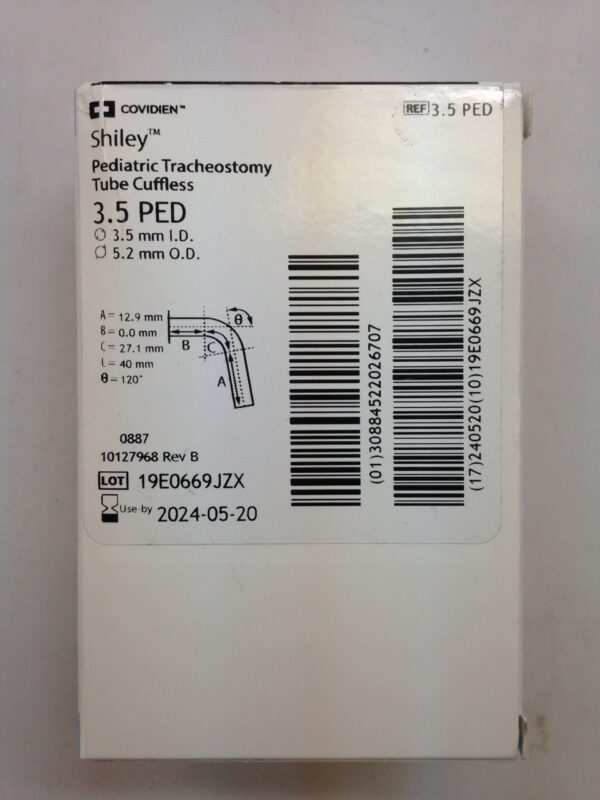 COVIDIEN™
REF 3.5 PED
Shiley™
Pediatric Tracheostomy
Tube Cuffless
3.5 PED
3.5 mm I.D.
5.2 mm O.D.
A = 12.9 mm
B = 0.0 mm
C = 27.1 mm
L = 40 mm
θ = 120°
θ
B
C
A
0887
10127968 Rev B
LOT 19E0669JZX
Use by 2024-05-20
(01)30884522026707
(17)240520(10)19E0669JZX